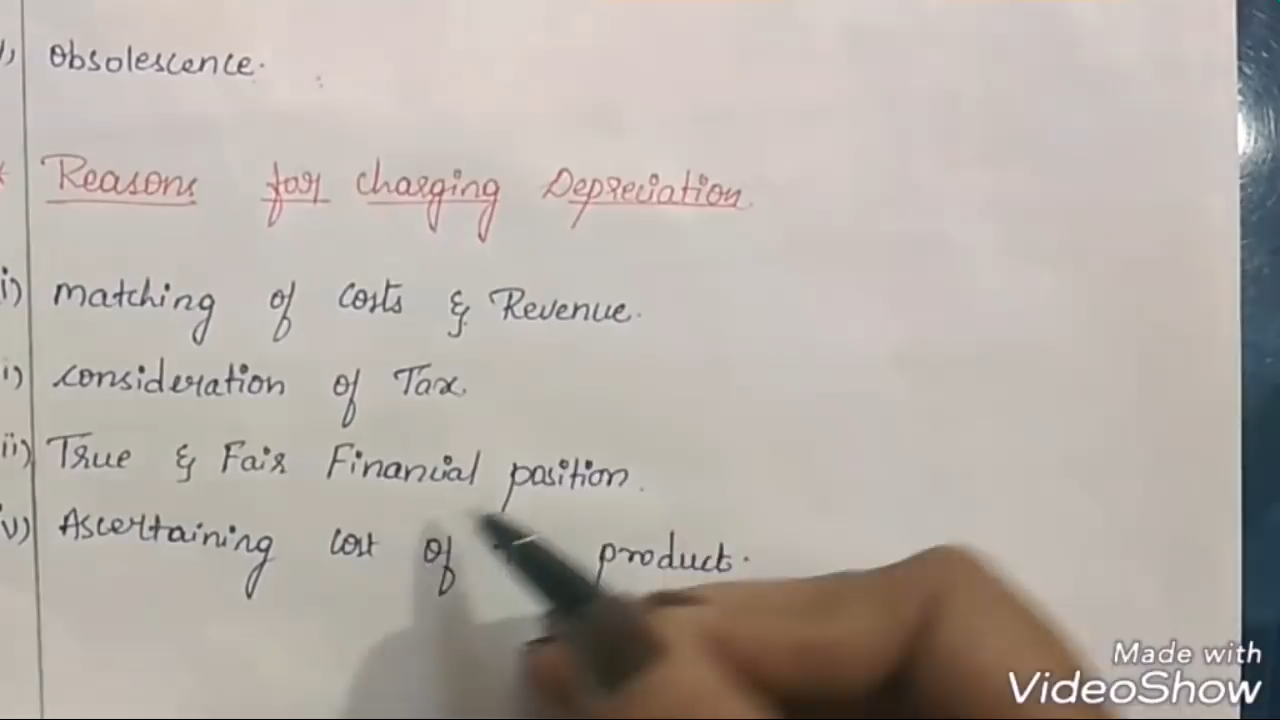 obsolescence.
Reasons for charging Depreciation
i) matching of costs & Revenue.
i) consideration of Tax.
ii) True & Fair Financial position.
v) Ascertaining cost of product.
Made with
VideoShow